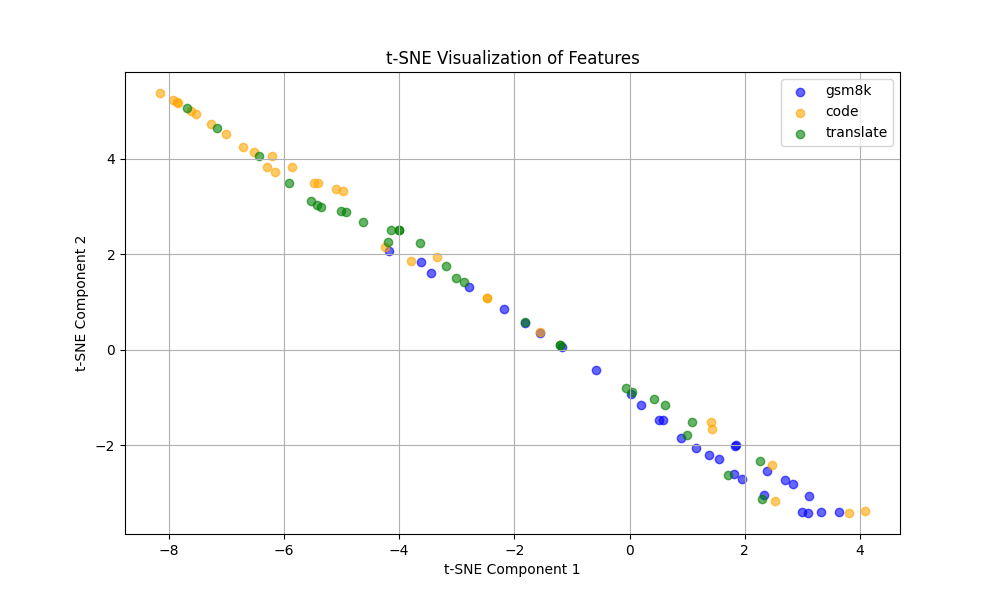 t-SNE Visualization of Features
gsm8k
code
translate
t-SNE Component 2
4
2
0
−2
−8
−6
−4
−2
0
2
4
t-SNE Component 1